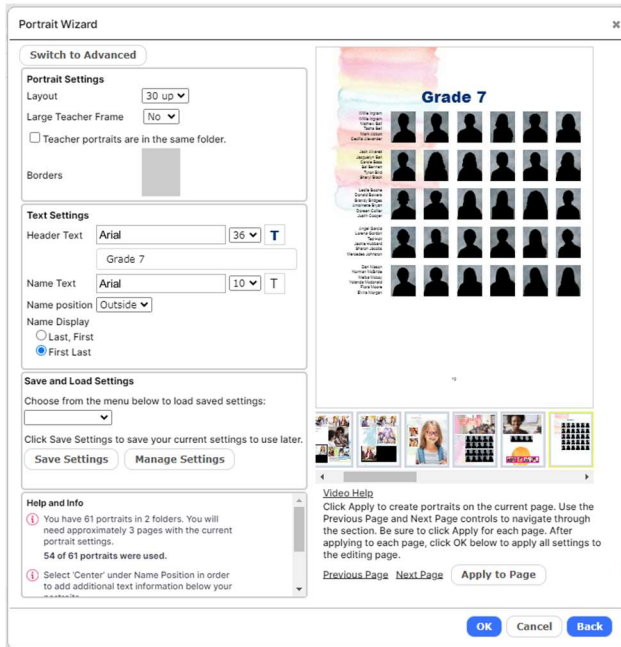 Portrait Wizard
Switch to Advanced
Portrait Settings
Layout 30 up
Large Teacher Frame No
Teacher portraits are in the same folder.
Borders
Text Settings
Header Text Arial 36 T
Grade 7
Name Text Arial 10 T
Name position Outside
Name Display
Last, First
First Last
Save and Load Settings
Choose from the menu below to load saved settings:
Click Save Settings to save your current settings to use later.
Save Settings Manage Settings
Help and Info
You have 61 portraits in 2 folders. You will
need approximately 3 pages with the current
portrait settings.
54 of 61 portraits were used.
Select 'Center' under Name Position in order
to add additional text information below your
Grade 7
Video Help
Click Apply to create portraits on the current page. Use the
Previous Page and Next Page controls to navigate through
the section. Be sure to click Apply for each page. After
applying to each page, click OK below to apply all settings to
the editing page.
Previous Page Next Page Apply to Page
OK Cancel Back